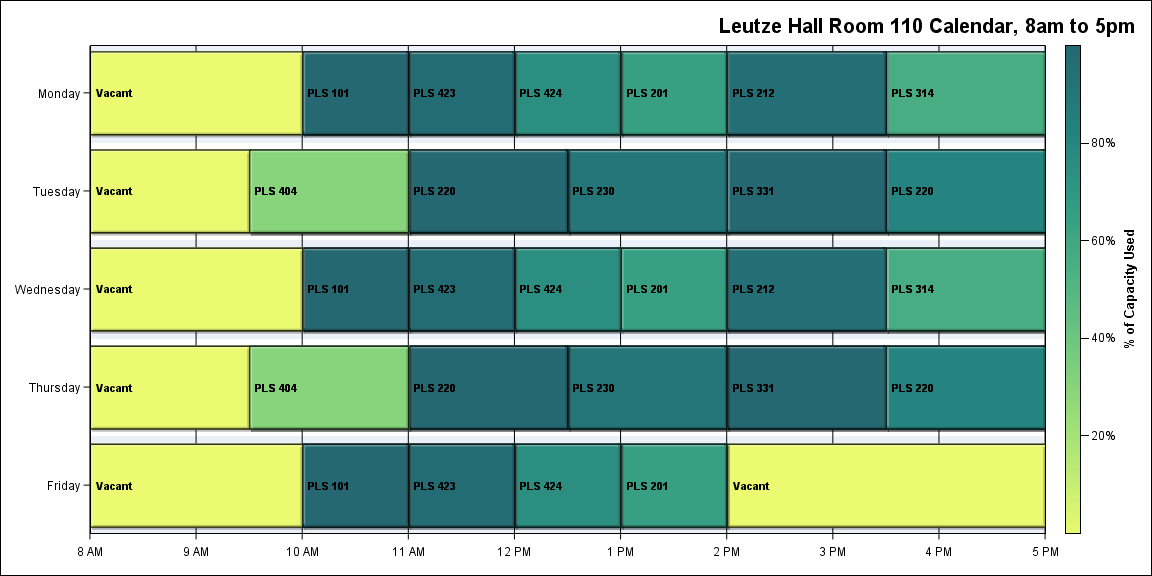 Leutze Hall Room 110 Calendar, 8am to 5pm
Monday
Vacant
PLS 101
PLS 423
PLS 424
PLS 201
PLS 212
PLS 314
Tuesday
Vacant
PLS 404
PLS 220
PLS 230
PLS 331
PLS 220
Wednesday
Vacant
PLS 101
PLS 423
PLS 424
PLS 201
PLS 212
PLS 314
Thursday
Vacant
PLS 404
PLS 220
PLS 230
PLS 331
PLS 220
Friday
Vacant
PLS 101
PLS 423
PLS 424
PLS 201
Vacant
8 AM
9 AM
10 AM
11 AM
12 PM
1 PM
2 PM
3 PM
4 PM
5 PM
80%
60%
40%
20%
% of Capacity Used